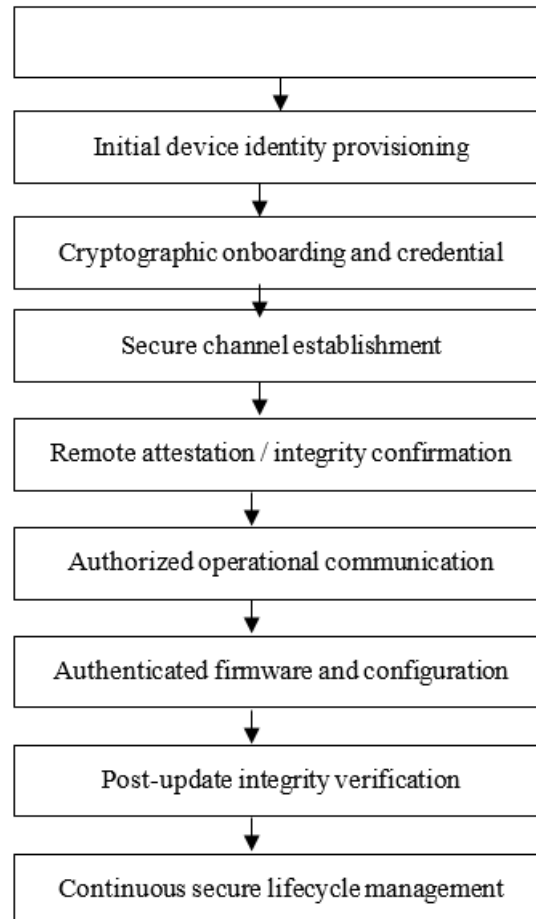 Initial device identity provisioning
Cryptographic onboarding and credential
Secure channel establishment
Remote attestation / integrity confirmation
Authorized operational communication
Authenticated firmware and configuration
Post-update integrity verification
Continuous secure lifecycle management